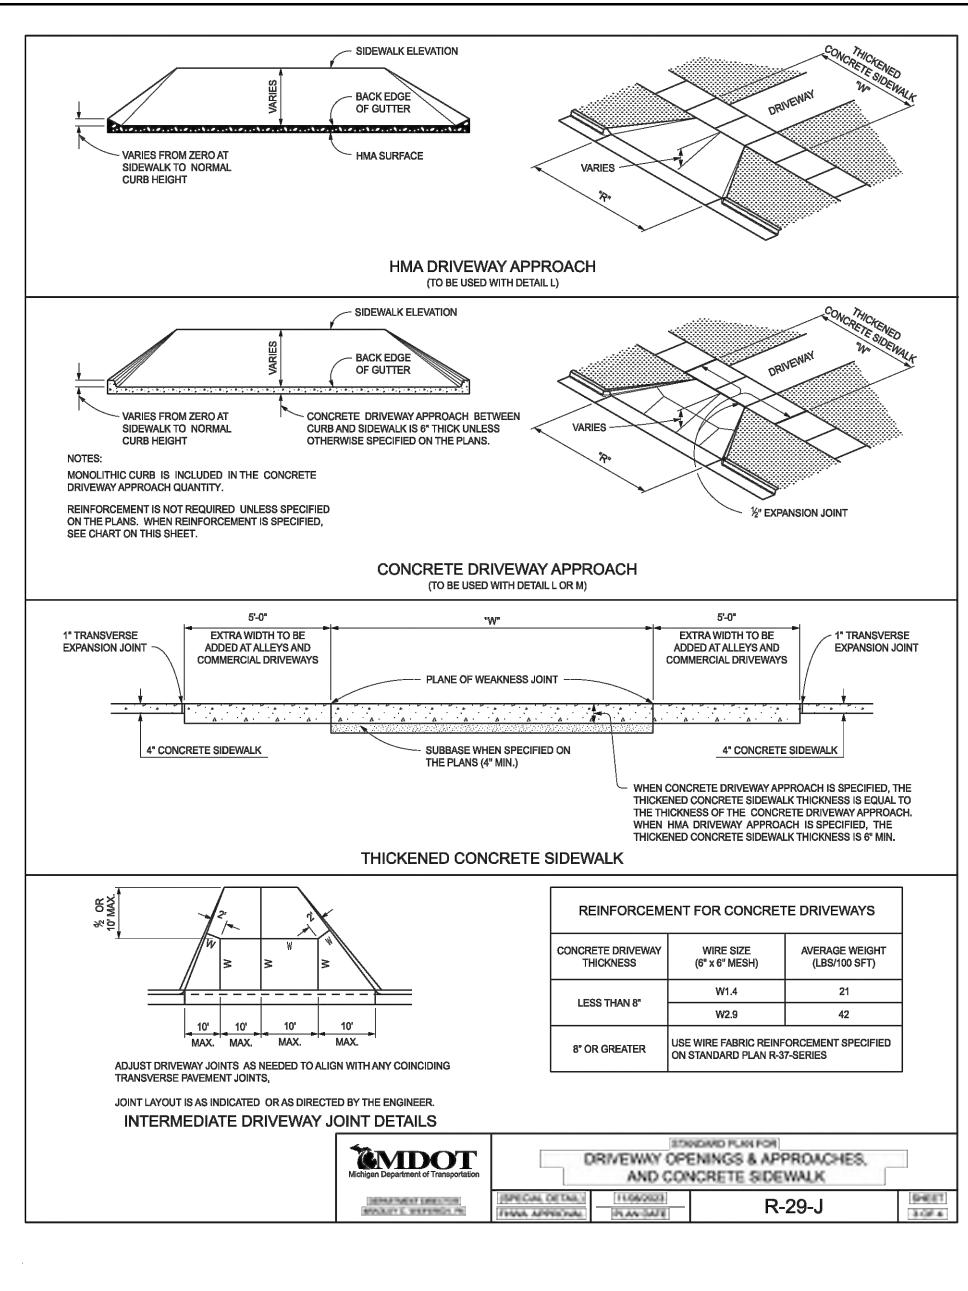 SIDEWALK ELEVATION
VARIES
BACK EDGE
OF GUTTER
VARIES FROM ZERO AT
SIDEWALK TO NORMAL
CURB HEIGHT
HMA SURFACE
THICKENED
CONCRETE SIDEWALK
"W"
DRIVEWAY
VARIES
"R"
HMA DRIVEWAY APPROACH
(TO BE USED WITH DETAIL L)
SIDEWALK ELEVATION
VARIES
BACK EDGE
OF GUTTER
VARIES FROM ZERO AT
SIDEWALK TO NORMAL
CURB HEIGHT
CONCRETE DRIVEWAY APPROACH BETWEEN
CURB AND SIDEWALK IS 6" THICK UNLESS
OTHERWISE SPECIFIED ON THE PLANS.
THICKENED
CONCRETE SIDEWALK
"W"
DRIVEWAY
VARIES
"R"
½" EXPANSION JOINT
NOTES:
MONOLITHIC CURB IS INCLUDED IN THE CONCRETE
DRIVEWAY APPROACH QUANTITY.
REINFORCEMENT IS NOT REQUIRED UNLESS SPECIFIED
ON THE PLANS. WHEN REINFORCEMENT IS SPECIFIED,
SEE CHART ON THIS SHEET.
CONCRETE DRIVEWAY APPROACH
(TO BE USED WITH DETAIL L OR M)
5'-0" "W" 5'-0"
1" TRANSVERSE
EXPANSION JOINT
EXTRA WIDTH TO BE
ADDED AT ALLEYS AND
COMMERCIAL DRIVEWAYS
EXTRA WIDTH TO BE
ADDED AT ALLEYS AND
COMMERCIAL DRIVEWAYS
1" TRANSVERSE
EXPANSION JOINT
PLANE OF WEAKNESS JOINT
4" CONCRETE SIDEWALK
SUBBASE WHEN SPECIFIED ON
THE PLANS (4" MIN.)
4" CONCRETE SIDEWALK
WHEN CONCRETE DRIVEWAY APPROACH IS SPECIFIED, THE
THICKENED CONCRETE SIDEWALK THICKNESS IS EQUAL TO
THE THICKNESS OF THE CONCRETE DRIVEWAY APPROACH.
WHEN HMA DRIVEWAY APPROACH IS SPECIFIED, THE
THICKENED CONCRETE SIDEWALK THICKNESS IS 6" MIN.
THICKENED CONCRETE SIDEWALK
OR
10' MAX.
2' 2'
W W W
W W W
10' 10' 10' 10'
MAX. MAX. MAX. MAX.
ADJUST DRIVEWAY JOINTS AS NEEDED TO ALIGN WITH ANY COINCIDING
TRANSVERSE PAVEMENT JOINTS,
JOINT LAYOUT IS AS INDICATED OR AS DIRECTED BY THE ENGINEER.
INTERMEDIATE DRIVEWAY JOINT DETAILS
REINFORCEMENT FOR CONCRETE DRIVEWAYS
CONCRETE DRIVEWAY
THICKNESS
WIRE SIZE
(6" x 6" MESH)
AVERAGE WEIGHT
(LBS/100 SFT)
LESS THAN 8"
W1.4 21
W2.9 42
8" OR GREATER
USE WIRE FABRIC REINFORCEMENT SPECIFIED
ON STANDARD PLAN R-37-SERIES
MDOT
Michigan Department of Transportation
DEPARTMENT DIRECTOR
STANDARD PLAN FOR
DRIVEWAY OPENINGS & APPROACHES,
AND CONCRETE SIDEWALK
(SPECIAL DETAIL)
FHWA APPROVAL
PLAN DATE
R-29-J
SHEET